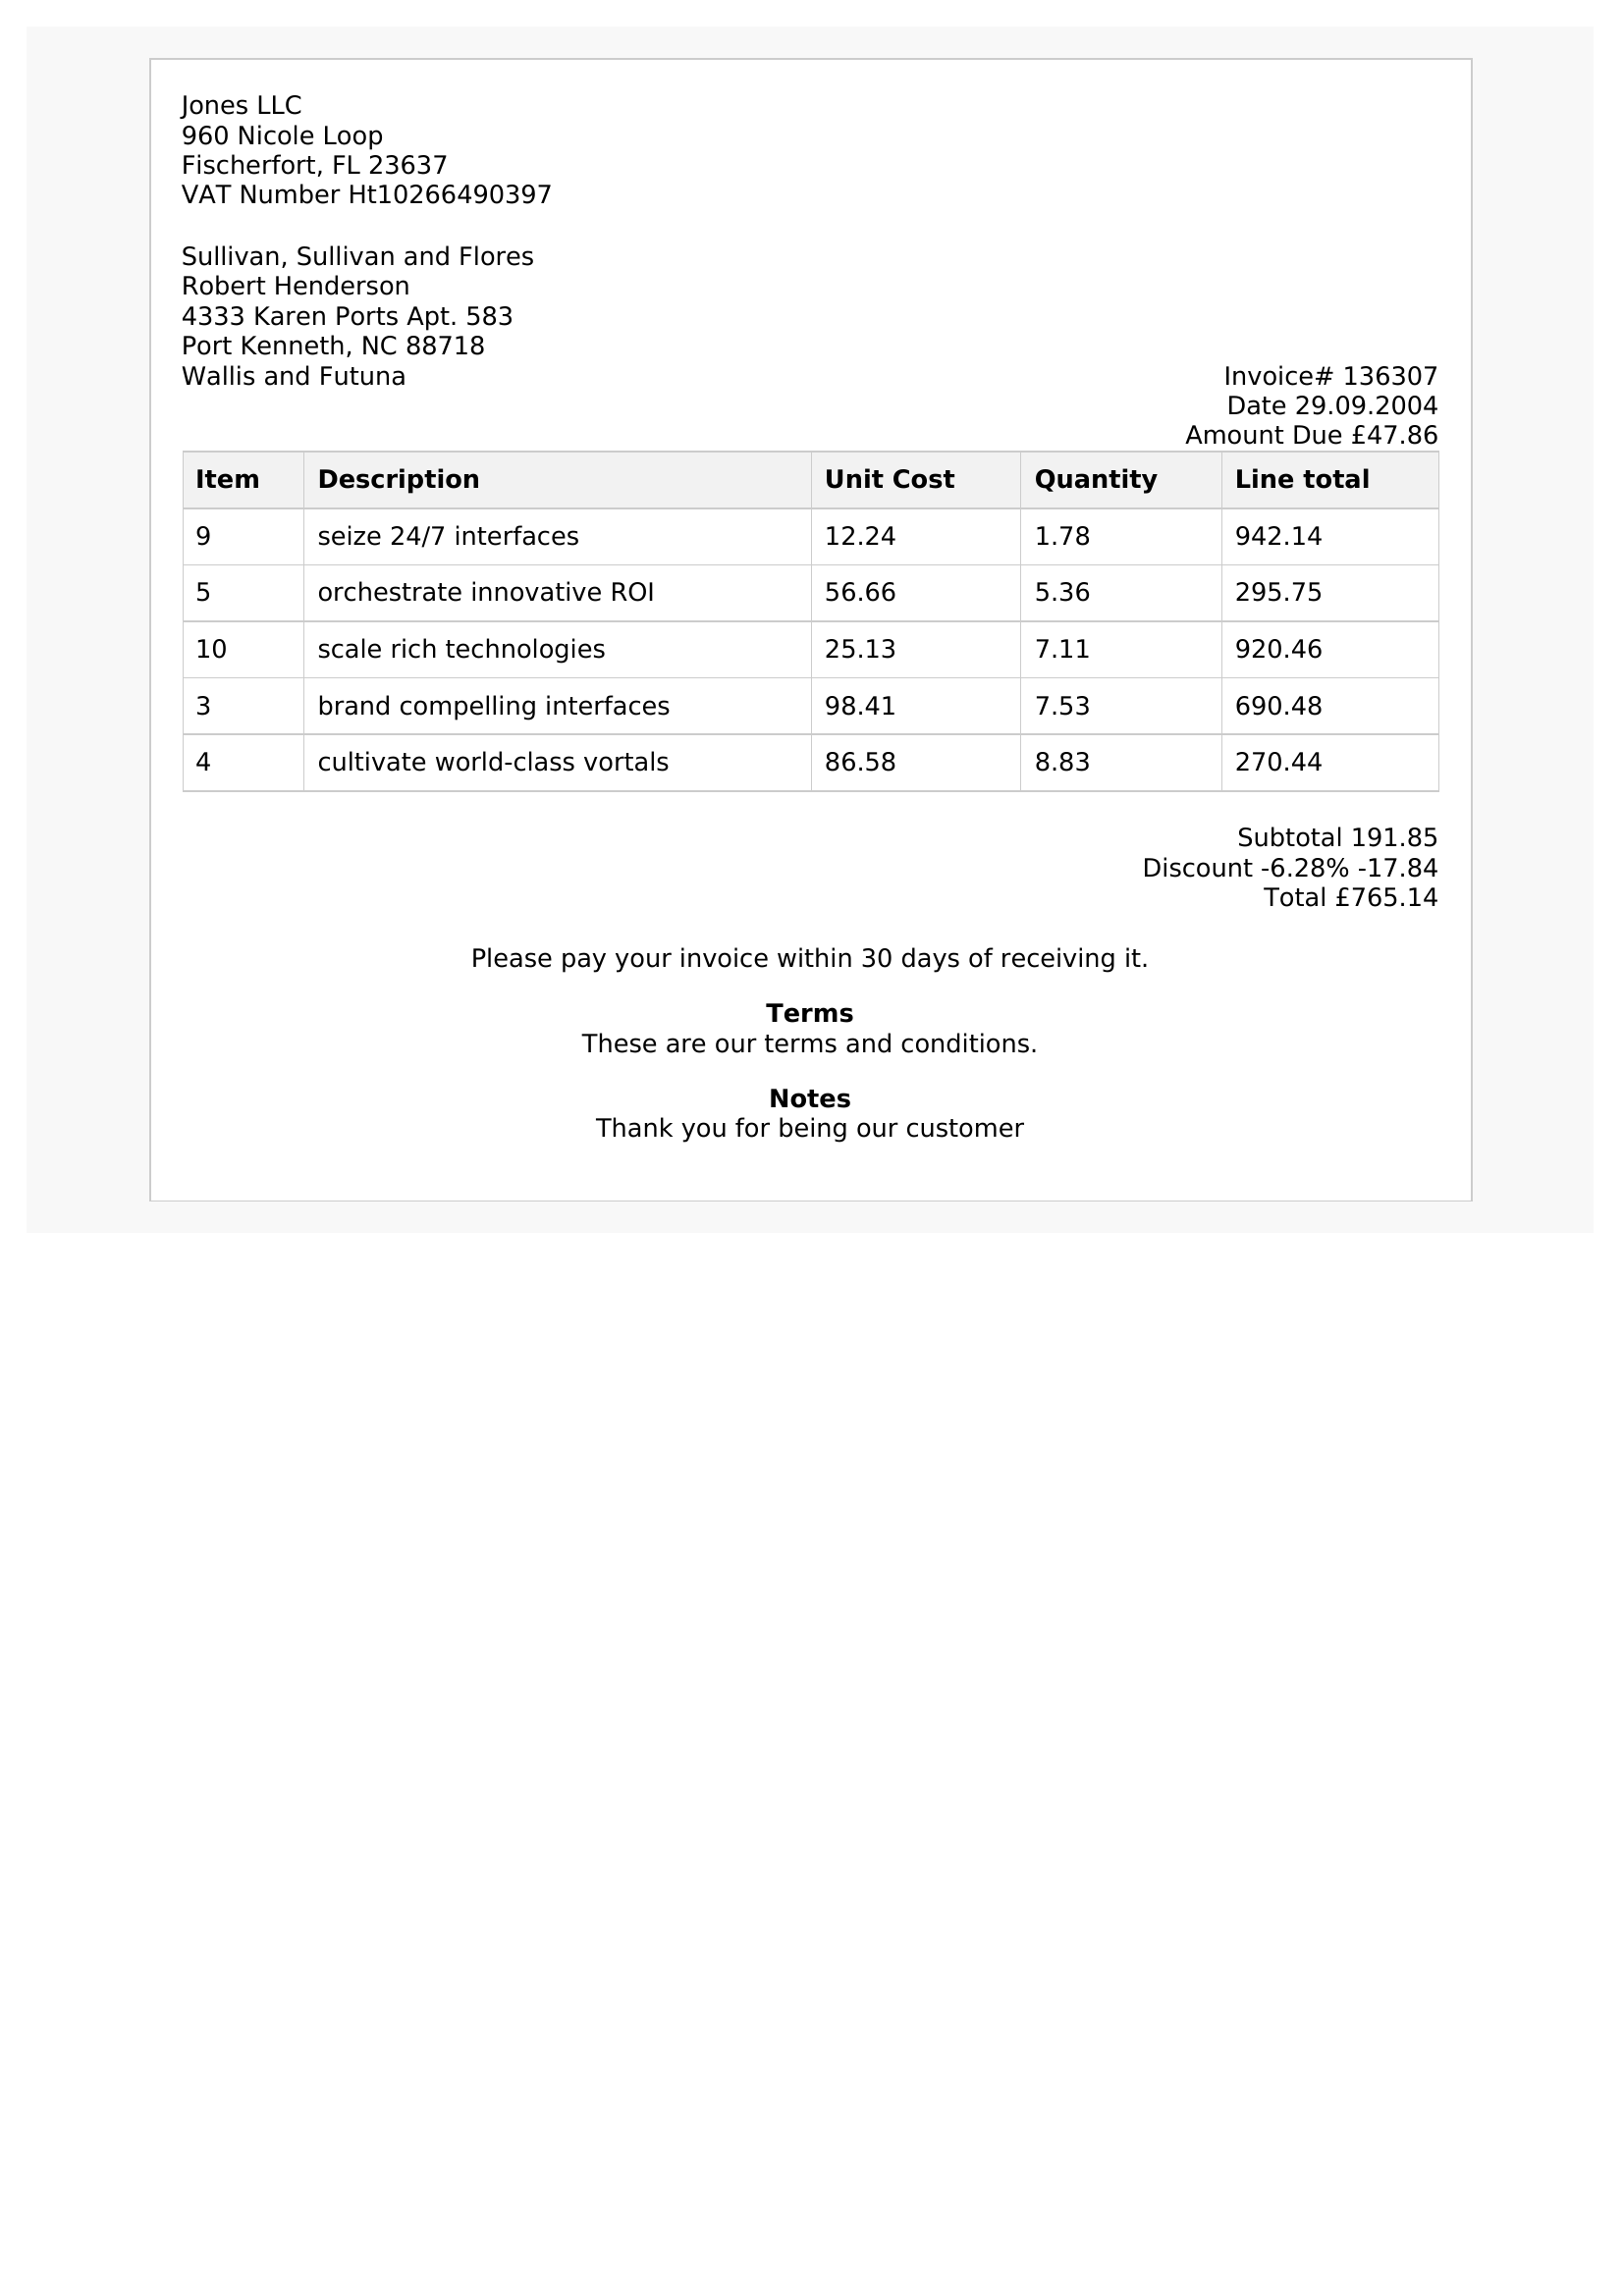 Jones LLC
960 Nicole Loop
Fischerfort, FL 23637
VAT Number Ht10266490397
Sullivan, Sullivan and Flores
Robert Henderson
4333 Karen Ports Apt. 583
Port Kenneth, NC 88718
Wallis and Futuna
Invoice# 136307
Date 29.09.2004
Amount Due £47.86
Item Description Unit Cost Quantity Line total
9 seize 24/7 interfaces 12.24 1.78 942.14
5 orchestrate innovative ROI 56.66 5.36 295.75
10 scale rich technologies 25.13 7.11 920.46
3 brand compelling interfaces 98.41 7.53 690.48
4 cultivate world-class vortals 86.58 8.83 270.44
Subtotal 191.85
Discount -6.28% -17.84
Total £765.14
Please pay your invoice within 30 days of receiving it.
Terms
These are our terms and conditions.
Notes
Thank you for being our customer